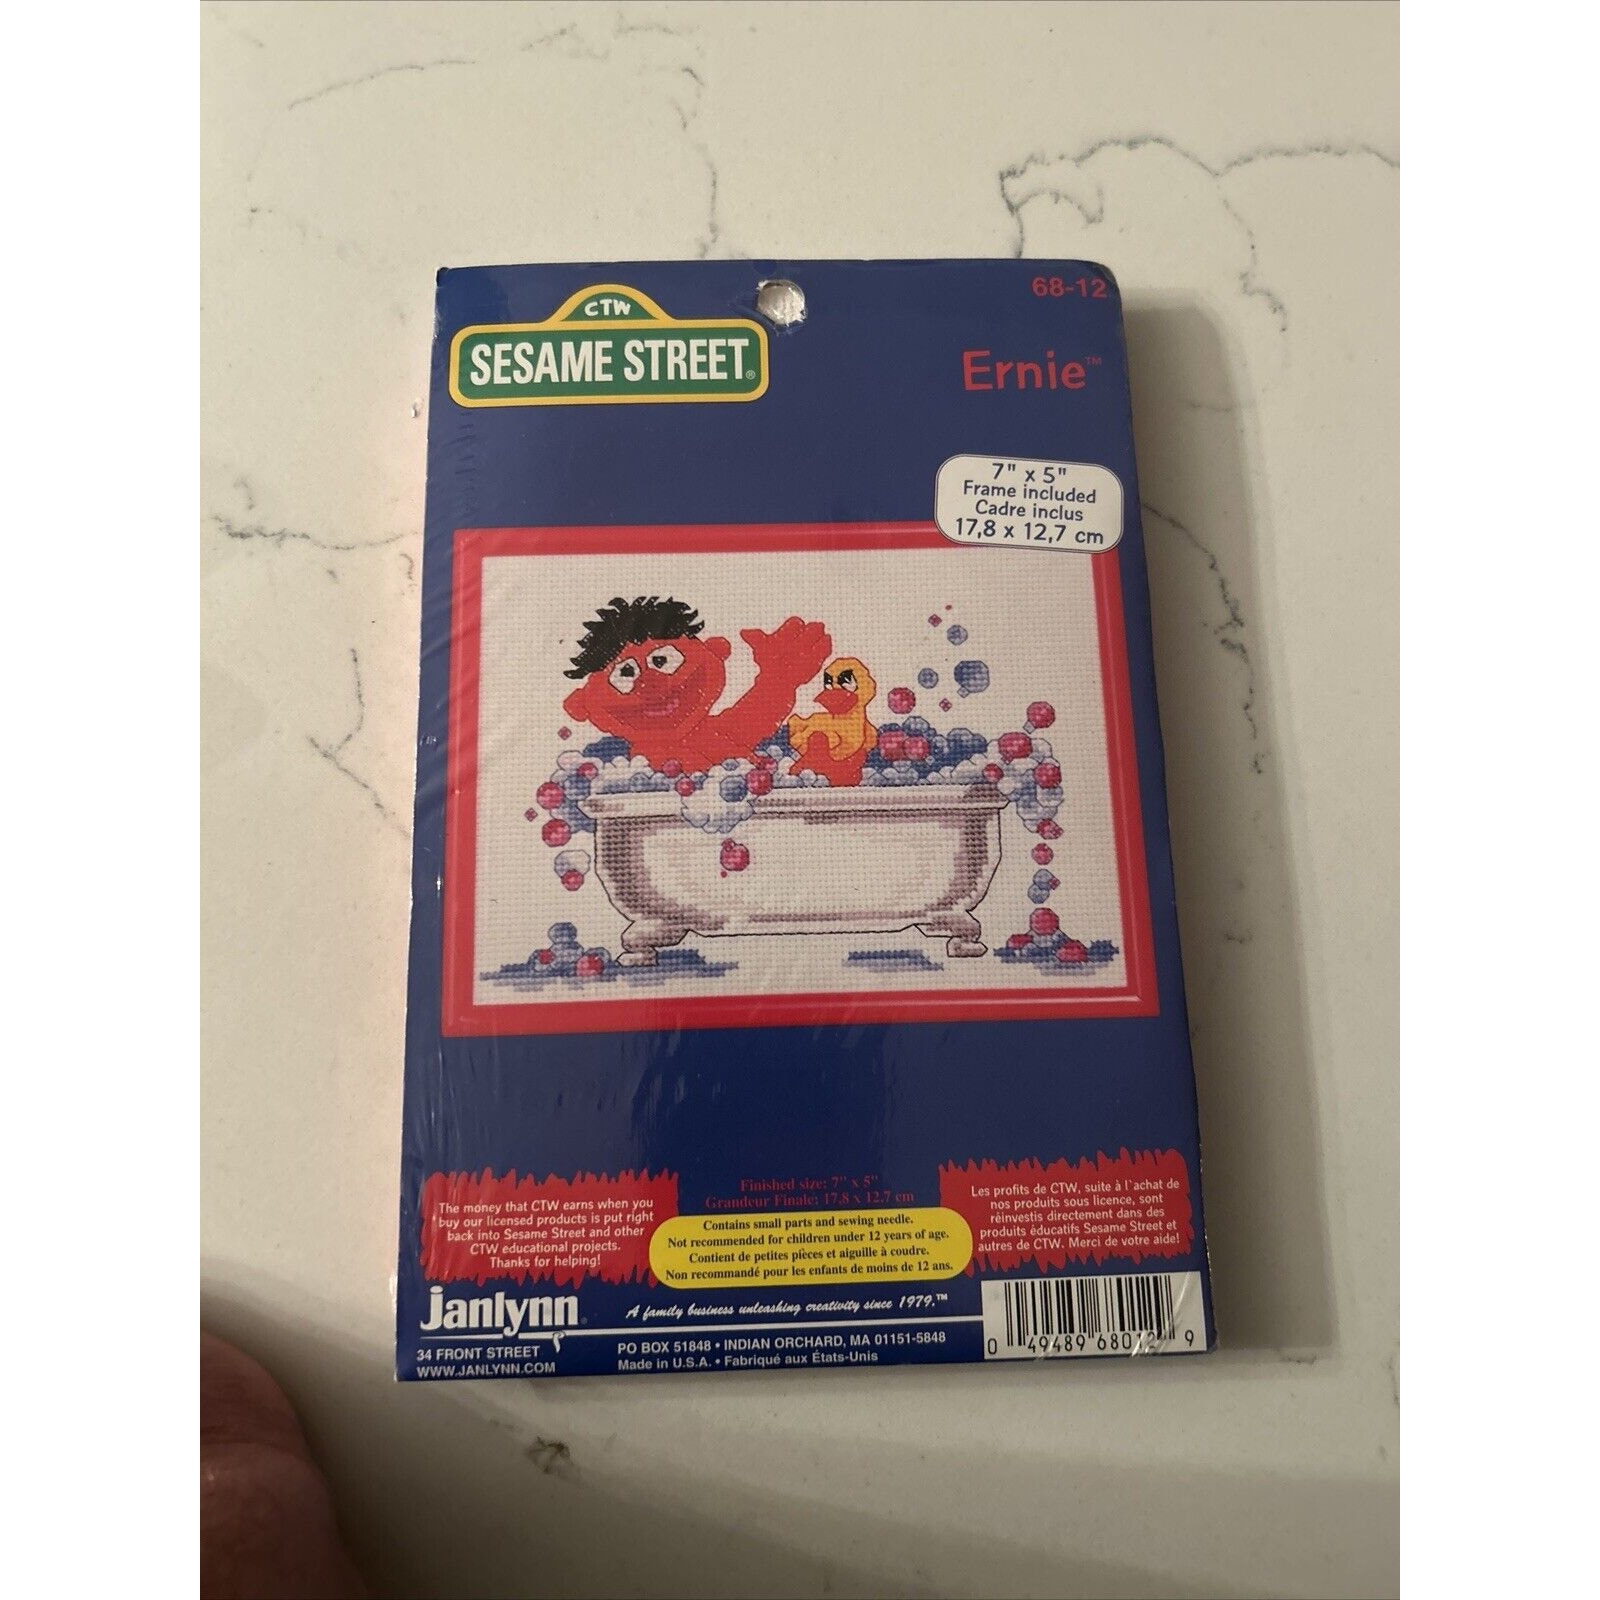 CTW
SESAME STREET®
68-12
Ernie™
7" x 5"
Frame included
Cadre inclus
17,8 x 12,7 cm
The money that CTW earns when you
buy our licensed products is put right
back into Sesame Street and other
CTW educational projects.
Thanks for helping!
Finished size: 7" x 5"
Grandeur Finale: 17,8 x 12,7 cm
Contains small parts and sewing needle.
Not recommended for children under 12 years of age.
Contient de petites pièces et aiguille à coudre.
Non recommandé pour les enfants de moins de 12 ans.
Les profits de CTW, suite à l'achat de
nos produits sous licence, sont
réinvestis directement dans des
produits éducatifs Sesame Street et
autres de CTW. Merci de votre aide!
Janlynn®
A family business unleashing creativity since 1979.™
34 FRONT STREET
PO BOX 51848 • INDIAN ORCHARD, MA 01151-5848
WWW.JANLYNN.COM
Made in U.S.A. • Fabriqué aux États-Unis
0 49489 68012 9